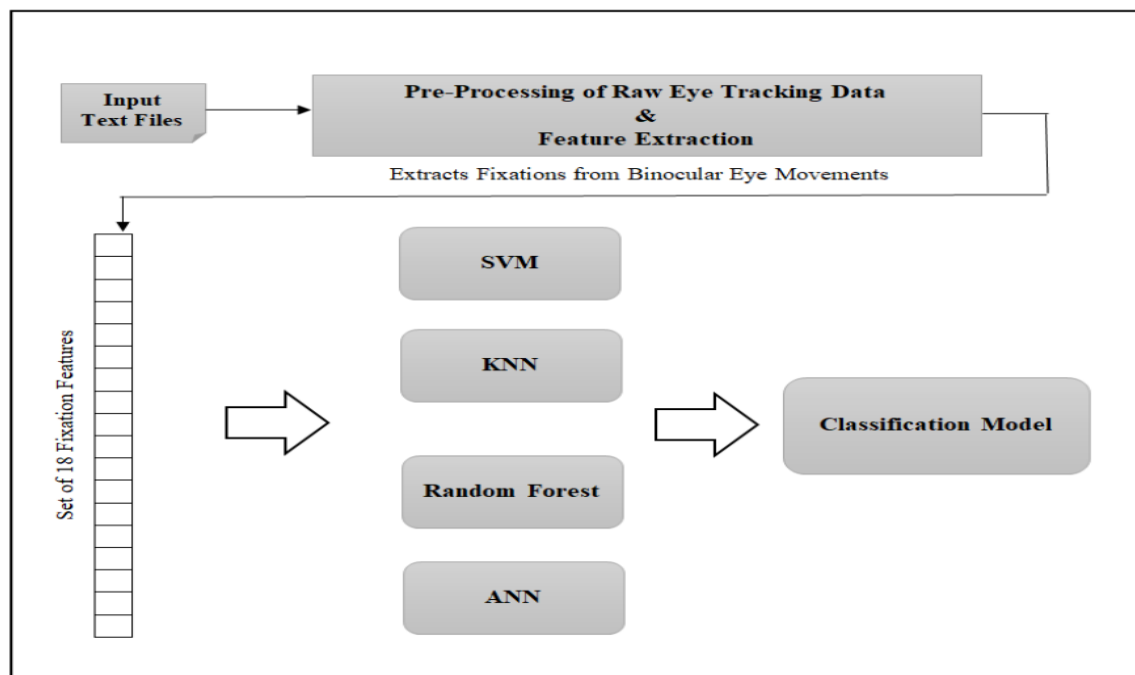 Input
Text Files
Pre-Processing of Raw Eye Tracking Data
&
Feature Extraction
Extracts Fixations from Binocular Eye Movements
Set of 18 Fixation Features
SVM
KNN
Random Forest
ANN
Classification Model